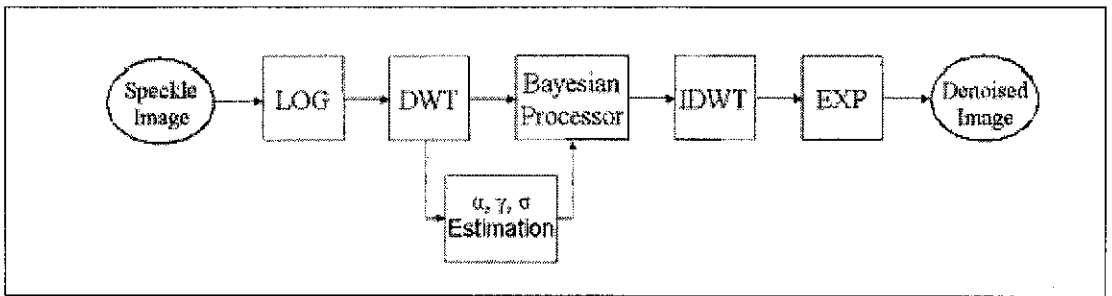 Speckle
Image
LOG
DWT
Bayesian
Processor
IDWT
EXP
Denoised
Image
α, γ, σ
Estimation